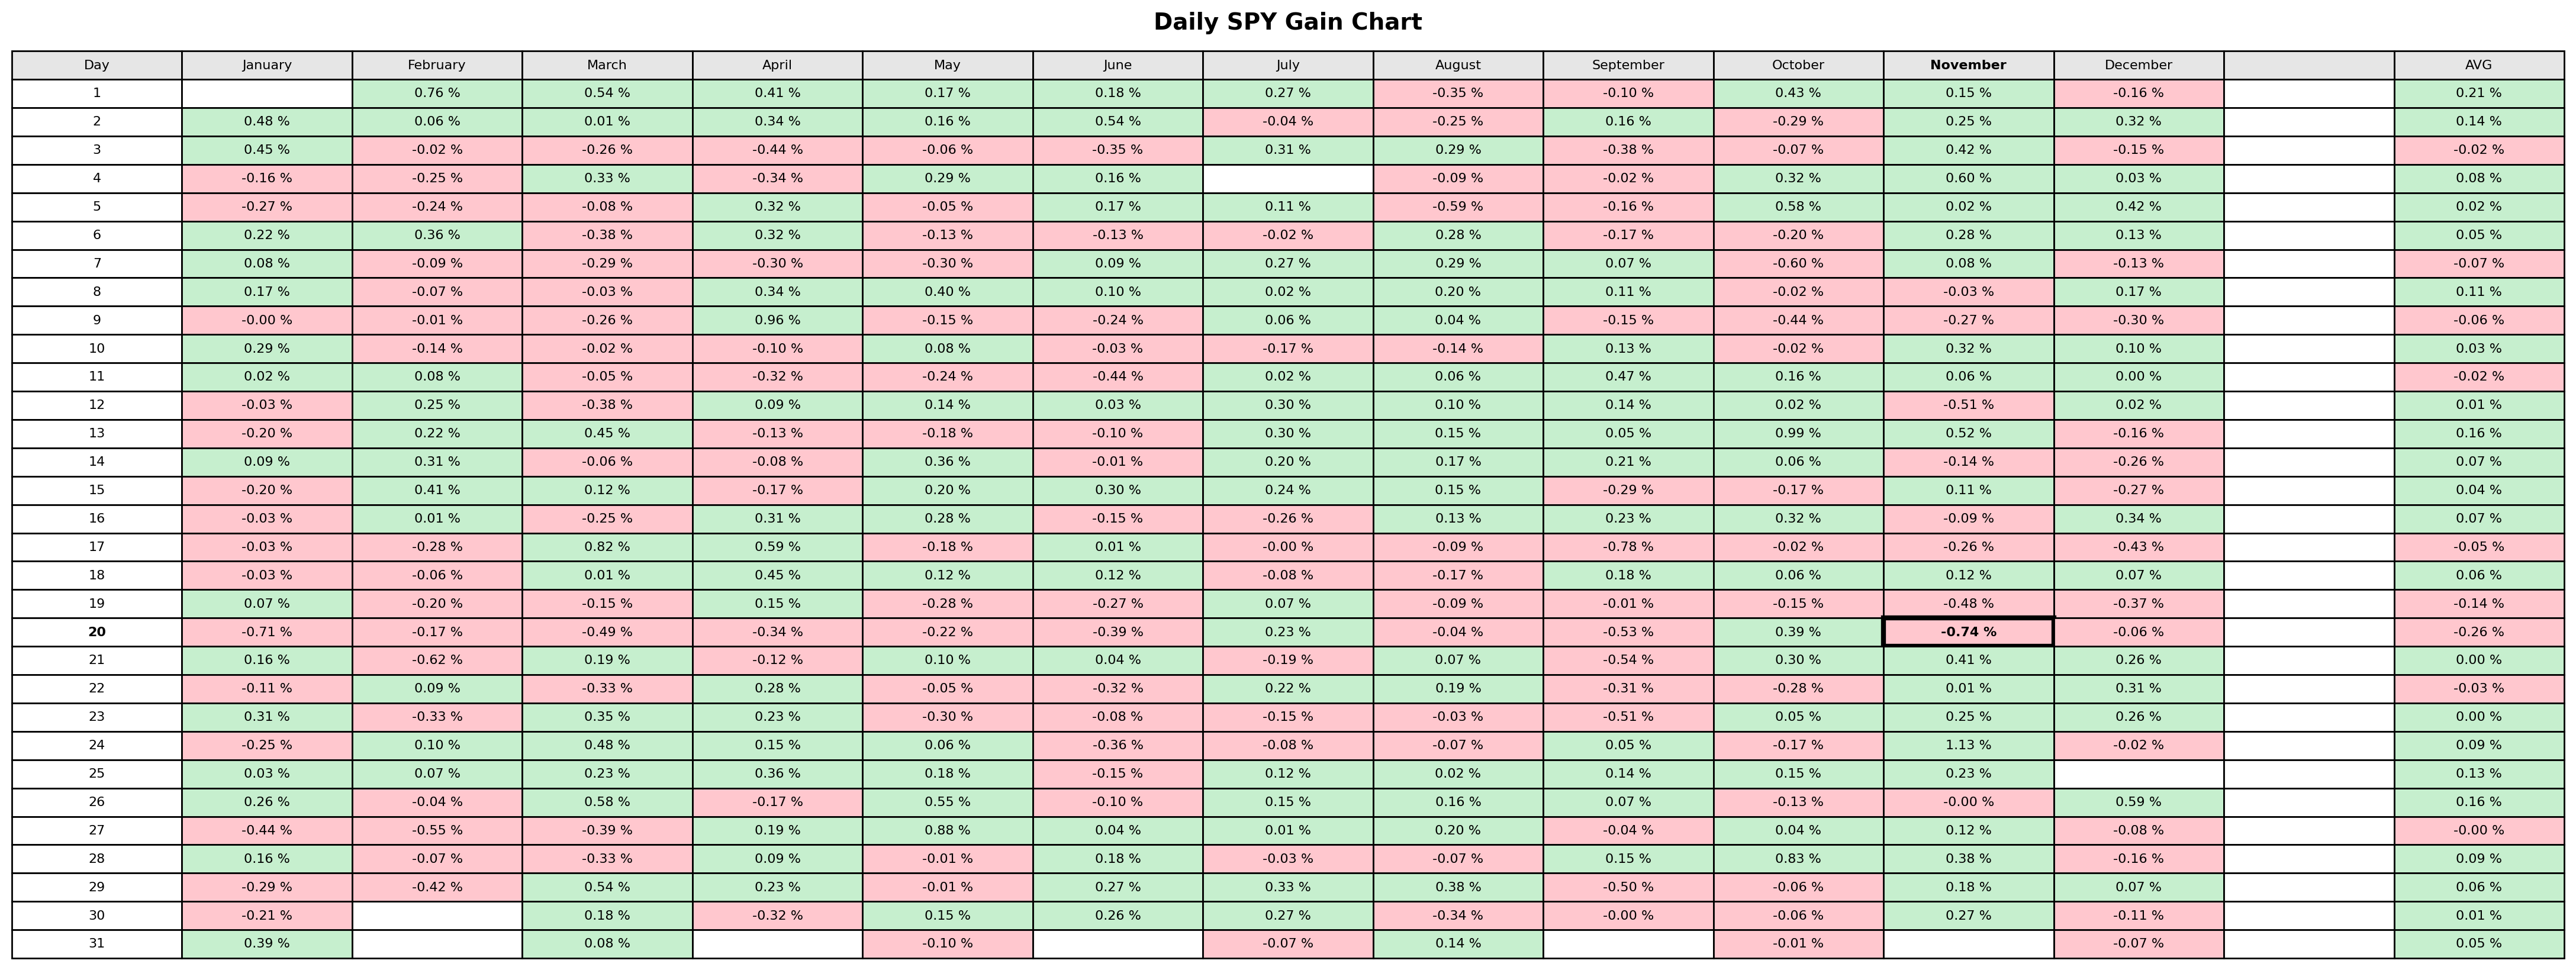 Daily SPY Gain Chart
Day January February March April May June July August September October November December AVG
1 0.76 % 0.54 % 0.41 % 0.17 % 0.18 % 0.27 % -0.35 % -0.10 % 0.43 % 0.15 % -0.16 % 0.21 %
2 0.48 % 0.06 % 0.01 % 0.34 % 0.16 % 0.54 % -0.04 % -0.25 % 0.16 % -0.29 % 0.25 % 0.32 % 0.14 %
3 0.45 % -0.02 % -0.26 % -0.44 % -0.06 % -0.35 % 0.31 % 0.29 % -0.38 % -0.07 % 0.42 % -0.15 % -0.02 %
4 -0.16 % -0.25 % 0.33 % -0.34 % 0.29 % 0.16 % -0.09 % -0.02 % 0.32 % 0.60 % 0.03 % 0.08 %
5 -0.27 % -0.24 % -0.08 % 0.32 % -0.05 % 0.17 % 0.11 % -0.59 % -0.16 % 0.58 % 0.02 % 0.42 % 0.02 %
6 0.22 % 0.36 % -0.38 % 0.32 % -0.13 % -0.13 % -0.02 % 0.28 % -0.17 % -0.20 % 0.28 % 0.13 % 0.05 %
7 0.08 % -0.09 % -0.29 % -0.30 % -0.30 % 0.09 % 0.27 % 0.29 % 0.07 % -0.60 % 0.08 % -0.13 % -0.07 %
8 0.17 % -0.07 % -0.03 % 0.34 % 0.40 % 0.10 % 0.02 % 0.20 % 0.11 % -0.02 % -0.03 % 0.17 % 0.11 %
9 -0.00 % -0.01 % -0.26 % 0.96 % -0.15 % -0.24 % 0.06 % 0.04 % -0.15 % -0.44 % -0.27 % -0.30 % -0.06 %
10 0.29 % -0.14 % -0.02 % -0.10 % 0.08 % -0.03 % -0.17 % -0.14 % 0.13 % -0.02 % 0.32 % 0.10 % 0.03 %
11 0.02 % 0.08 % -0.05 % -0.32 % -0.24 % -0.44 % 0.02 % 0.06 % 0.47 % 0.16 % 0.06 % 0.00 % -0.02 %
12 -0.03 % 0.25 % -0.38 % 0.09 % 0.14 % 0.03 % 0.30 % 0.10 % 0.14 % 0.02 % -0.51 % 0.02 % 0.01 %
13 -0.20 % 0.22 % 0.45 % -0.13 % -0.18 % -0.10 % 0.30 % 0.15 % 0.05 % 0.99 % 0.52 % -0.16 % 0.16 %
14 0.09 % 0.31 % -0.06 % -0.08 % 0.36 % -0.01 % 0.20 % 0.17 % 0.21 % 0.06 % -0.14 % -0.26 % 0.07 %
15 -0.20 % 0.41 % 0.12 % -0.17 % 0.20 % 0.30 % 0.24 % 0.15 % -0.29 % -0.17 % 0.11 % -0.27 % 0.04 %
16 -0.03 % 0.01 % -0.25 % 0.31 % 0.28 % -0.15 % -0.26 % 0.13 % 0.23 % 0.32 % -0.09 % 0.34 % 0.07 %
17 -0.03 % -0.28 % 0.82 % 0.59 % -0.18 % 0.01 % -0.00 % -0.09 % -0.78 % -0.02 % -0.26 % -0.43 % -0.05 %
18 -0.03 % -0.06 % 0.01 % 0.45 % 0.12 % 0.12 % -0.08 % -0.17 % 0.18 % 0.06 % 0.12 % 0.07 % 0.06 %
19 0.07 % -0.20 % -0.15 % 0.15 % -0.28 % -0.27 % 0.07 % -0.09 % -0.01 % -0.15 % -0.48 % -0.37 % -0.14 %
20 -0.71 % -0.17 % -0.49 % -0.34 % -0.22 % -0.39 % 0.23 % -0.04 % -0.53 % 0.39 % -0.74 % -0.06 % -0.26 %
21 0.16 % -0.62 % 0.19 % -0.12 % 0.10 % 0.04 % -0.19 % 0.07 % -0.54 % 0.30 % 0.41 % 0.26 % 0.00 %
22 -0.11 % 0.09 % -0.33 % 0.28 % -0.05 % -0.32 % 0.22 % 0.19 % -0.31 % -0.28 % 0.01 % 0.31 % -0.03 %
23 0.31 % -0.33 % 0.35 % 0.23 % -0.30 % -0.08 % -0.15 % -0.03 % -0.51 % 0.05 % 0.25 % 0.26 % 0.00 %
24 -0.25 % 0.10 % 0.48 % 0.15 % 0.06 % -0.36 % -0.08 % -0.07 % 0.05 % -0.17 % 1.13 % -0.02 % 0.09 %
25 0.03 % 0.07 % 0.23 % 0.36 % 0.18 % -0.15 % 0.12 % 0.02 % 0.14 % 0.15 % 0.23 % 0.13 %
26 0.26 % -0.04 % 0.58 % -0.17 % 0.55 % -0.10 % 0.15 % 0.16 % 0.07 % -0.13 % -0.00 % 0.59 % 0.16 %
27 -0.44 % -0.55 % -0.39 % 0.19 % 0.88 % 0.04 % 0.01 % 0.20 % -0.04 % 0.04 % 0.12 % -0.08 % -0.00 %
28 0.16 % -0.07 % -0.33 % 0.09 % -0.01 % 0.18 % -0.03 % -0.07 % 0.15 % 0.83 % 0.38 % -0.16 % 0.09 %
29 -0.29 % -0.42 % 0.54 % 0.23 % -0.01 % 0.27 % 0.33 % 0.38 % -0.50 % -0.06 % 0.18 % 0.07 % 0.06 %
30 -0.21 % 0.18 % -0.32 % 0.15 % 0.26 % 0.27 % -0.34 % -0.00 % -0.06 % 0.27 % -0.11 % 0.01 %
31 0.39 % 0.08 % -0.10 % -0.07 % 0.14 % -0.01 % -0.07 % 0.05 %